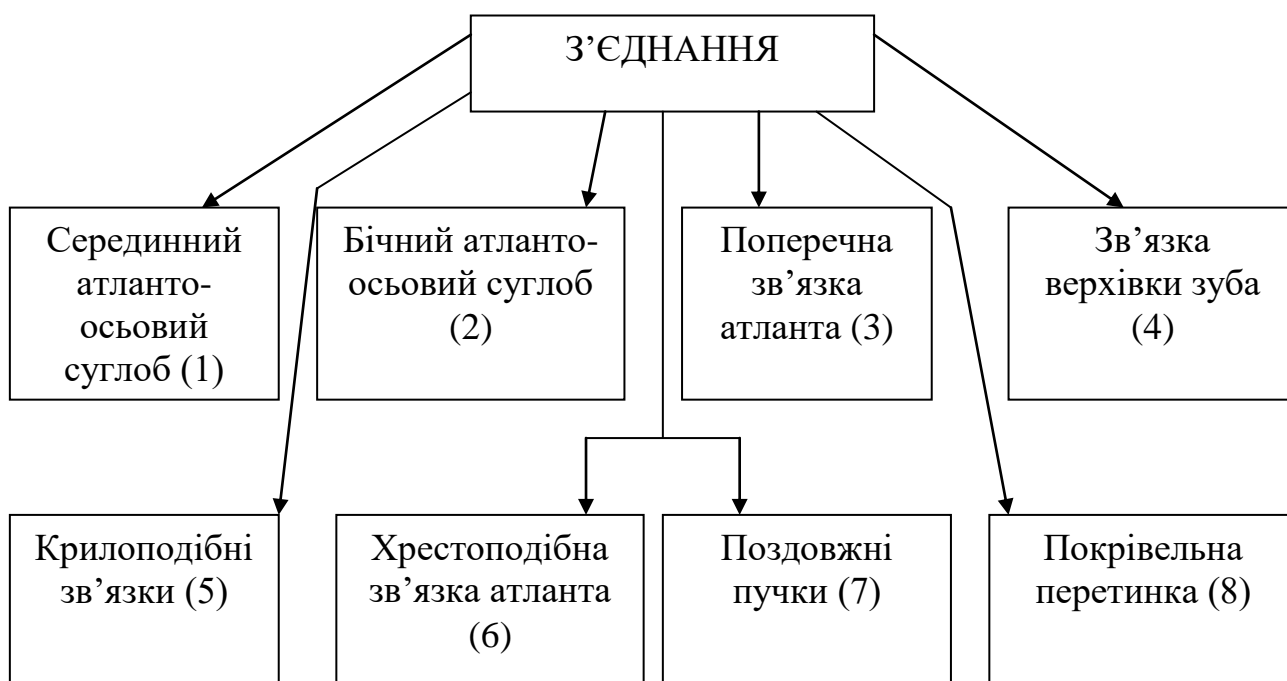 З’ЄДНАННЯ
Серединний
атланто-
осьовий
суглоб (1)
Бічний атланто-
осьовий суглоб
(2)
Поперечна
зв’язка
атланта (3)
Зв’язка
верхівки зуба
(4)
Крилоподібні
зв’язки (5)
Хрестоподібна
зв’язка атланта
(6)
Поздовжні
пучки (7)
Покрівельна
перетинка (8)